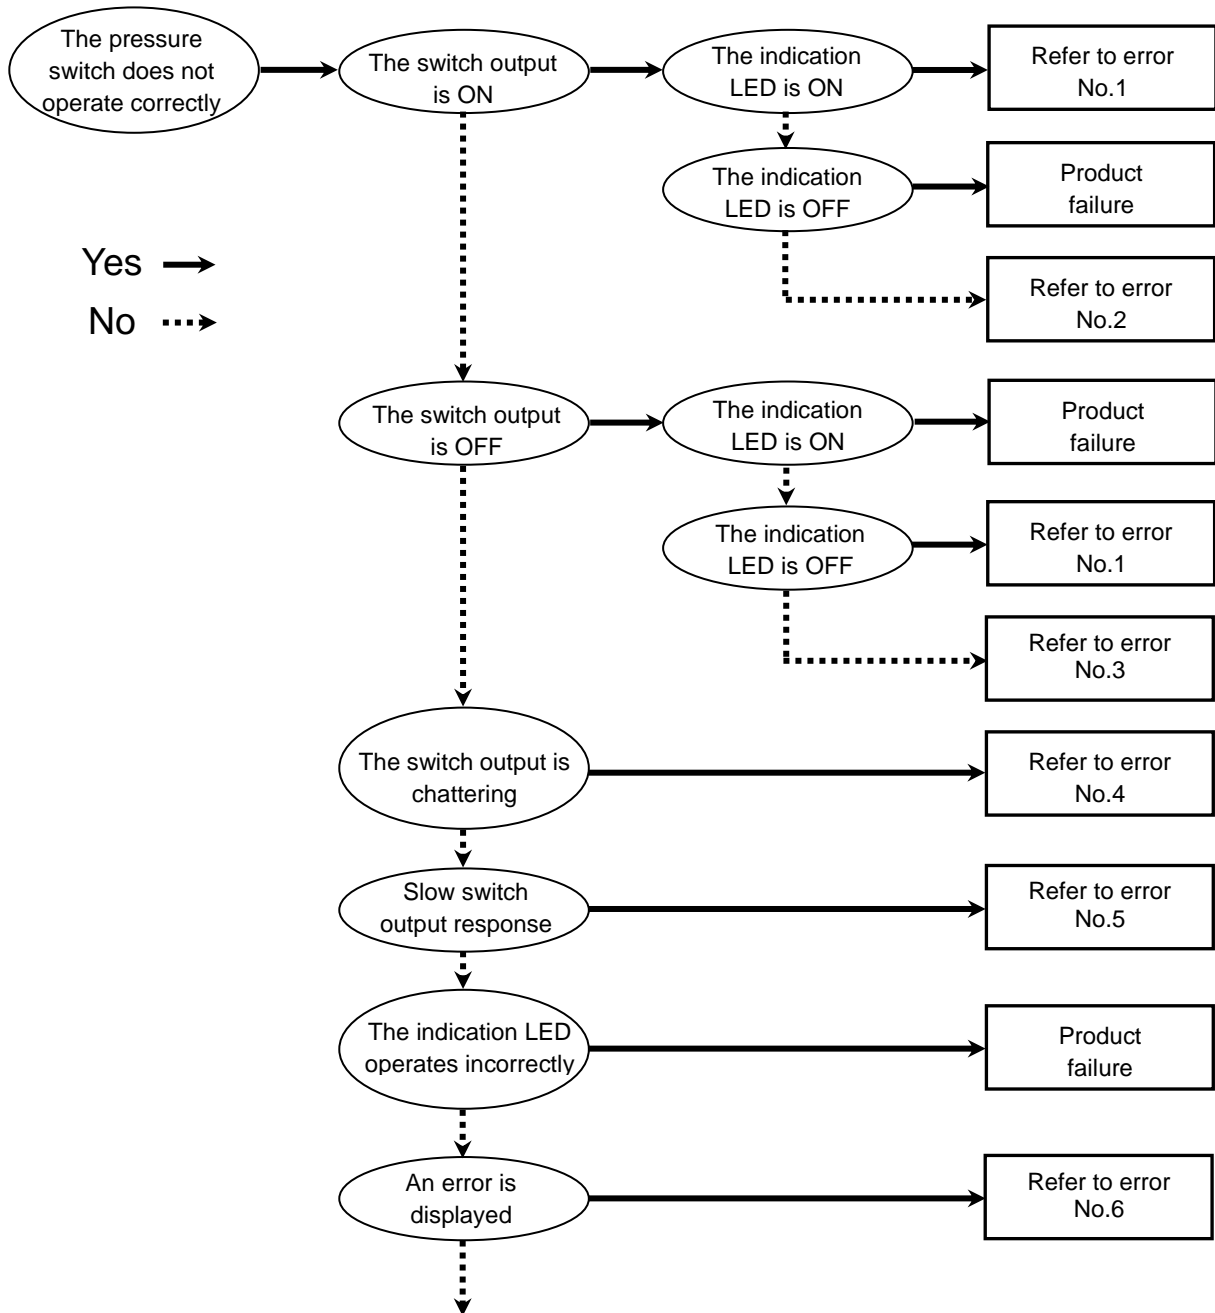 The pressure
switch does not
operate correctly
The switch output
is ON
The indication
LED is ON
Refer to error
No.1
The indication
LED is OFF
Product
failure
Yes
No
Refer to error
No.2
The switch output
is OFF
The indication
LED is ON
Product
failure
The indication
LED is OFF
Refer to error
No.1
Refer to error
No.3
The switch output is
chattering
Refer to error
No.4
Slow switch
output response
Refer to error
No.5
The indication LED
operates incorrectly
Product
failure
An error is
displayed
Refer to error
No.6